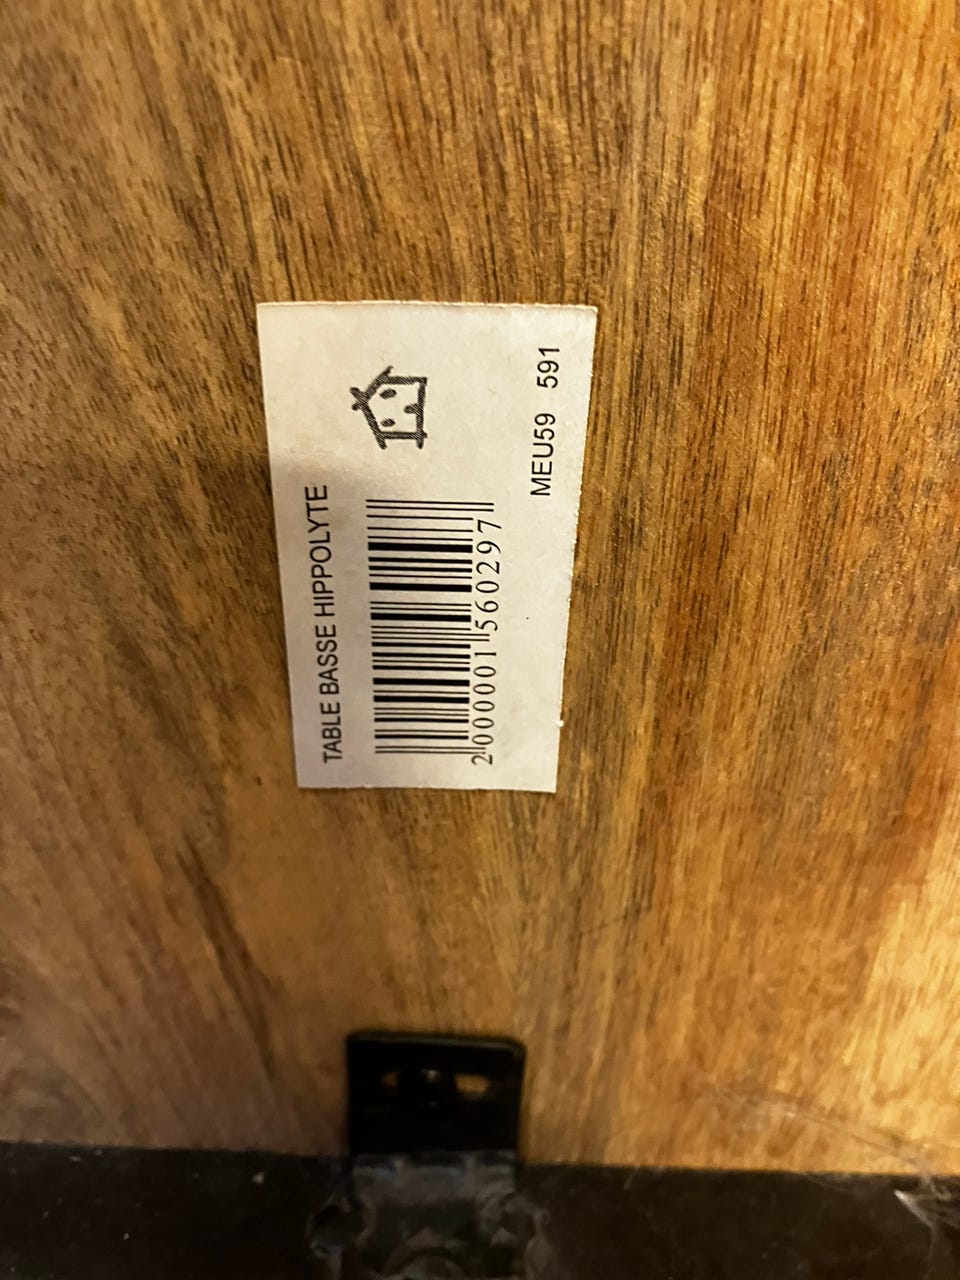 TABLE BASSE HIPPOLYTE
2000001560297
MEU59 591